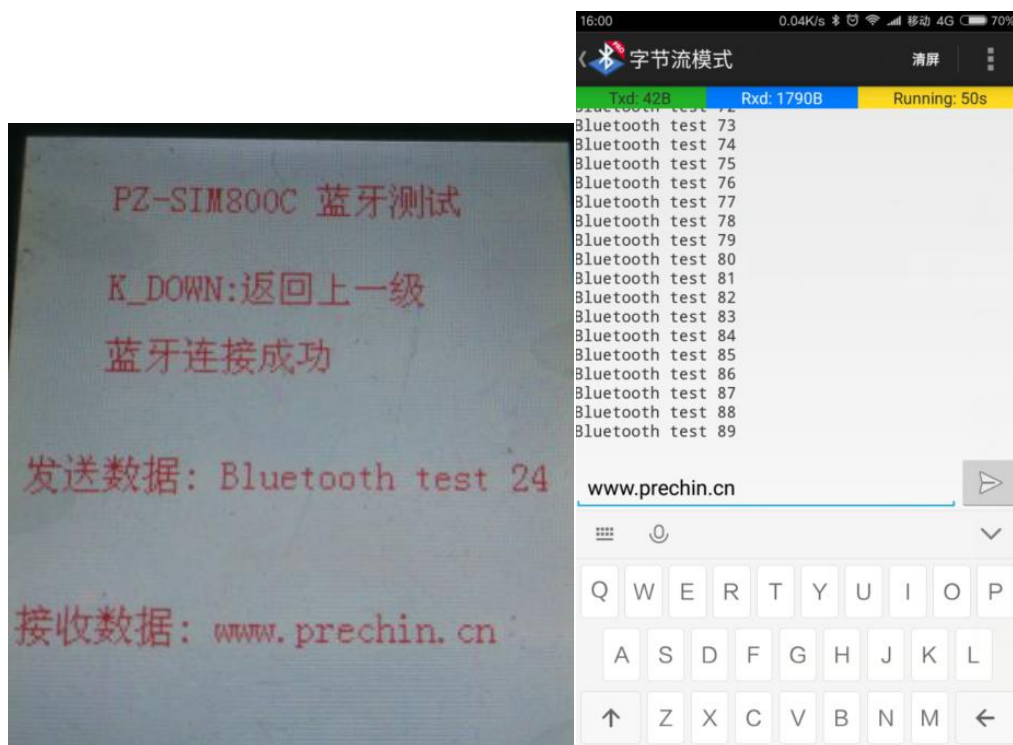 PZ-SIM800C 蓝牙测试
K_DOWN:返回上一级
蓝牙连接成功
发送数据: Bluetooth test 24
接收数据: www.prechin.cn
16:00 0.04K/s 移动 4G 70%
PRO
字节流模式 清屏
Txd: 42B Rxd: 1790B Running: 50s
Bluetooth test 72
Bluetooth test 73
Bluetooth test 74
Bluetooth test 75
Bluetooth test 76
Bluetooth test 77
Bluetooth test 78
Bluetooth test 79
Bluetooth test 80
Bluetooth test 81
Bluetooth test 82
Bluetooth test 83
Bluetooth test 84
Bluetooth test 85
Bluetooth test 86
Bluetooth test 87
Bluetooth test 88
Bluetooth test 89
www.prechin.cn
Q W E R T Y U I O P
A S D F G H J K L
Z X C V B N M